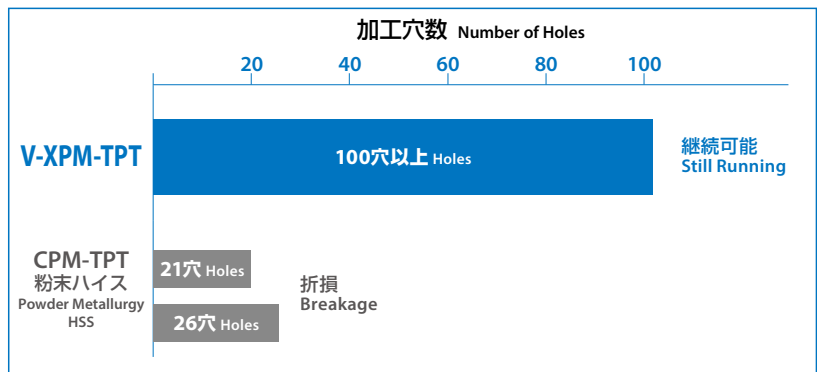 加工穴数 Number of Holes
20 40 60 80 100
V-XPM-TPT
100穴以上 Holes
継続可能
Still Running
CPM-TPT
粉末ハイス
Powder Metallurgy
HSS
21穴 Holes
26穴 Holes
折損
Breakage